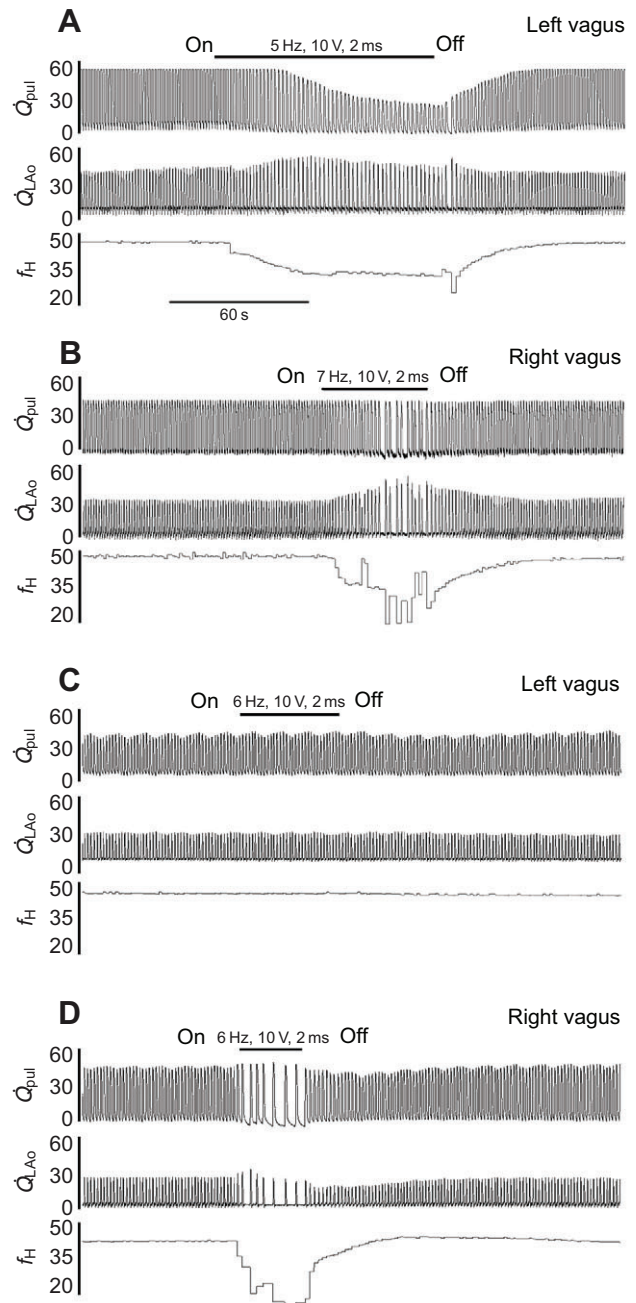 A
Left vagus
On 5 Hz, 10 V, 2 ms Off
60
30
0
Q̇pul
60
30
0
Q̇LAo
50
35
20
fH
60 s
B
Right vagus
On 7 Hz, 10 V, 2 ms Off
60
30
0
Q̇pul
60
30
0
Q̇LAo
50
35
20
fH
C
Left vagus
On 6 Hz, 10 V, 2 ms Off
60
30
0
Q̇pul
60
30
0
Q̇LAo
50
35
20
fH
D
Right vagus
On 6 Hz, 10 V, 2 ms Off
60
30
0
Q̇pul
60
30
0
Q̇LAo
50
35
20
fH